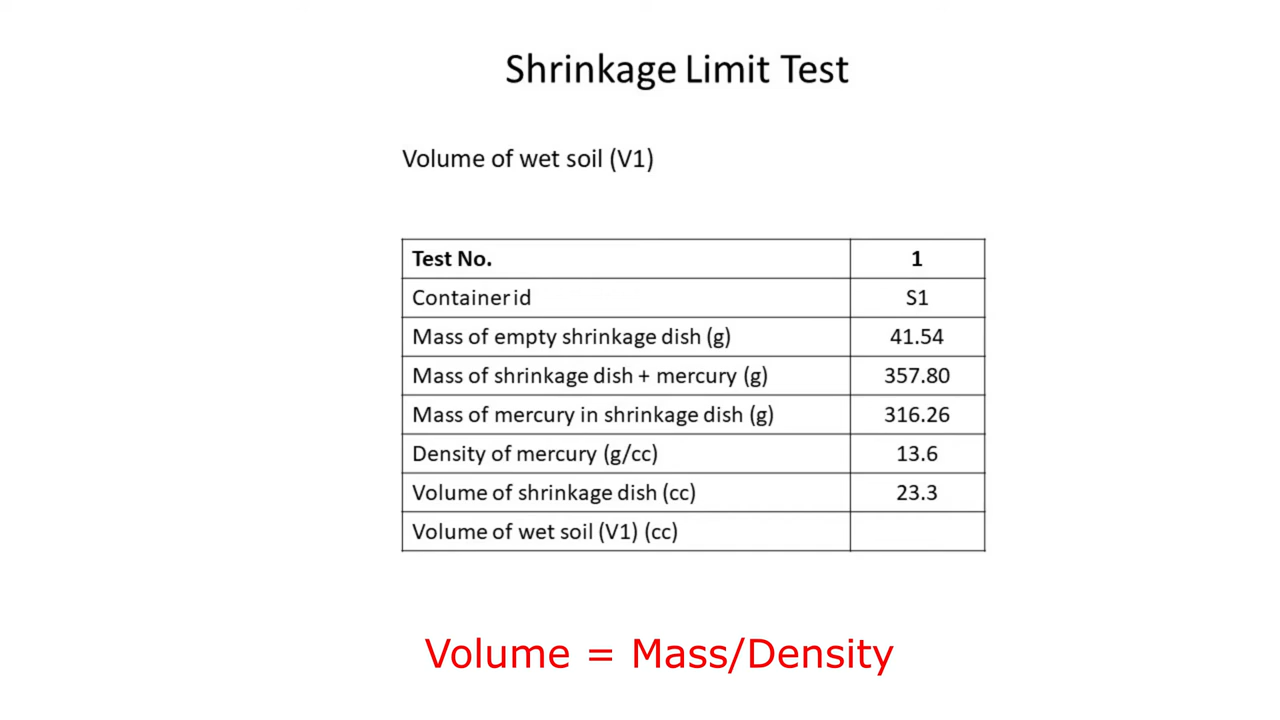 Shrinkage Limit Test
Volume of wet soil (V1)
Test No. 1
Container id S1
Mass of empty shrinkage dish (g) 41.54
Mass of shrinkage dish + mercury (g) 357.80
Mass of mercury in shrinkage dish (g) 316.26
Density of mercury (g/cc) 13.6
Volume of shrinkage dish (cc) 23.3
Volume of wet soil (V1) (cc)
Volume = Mass/Density